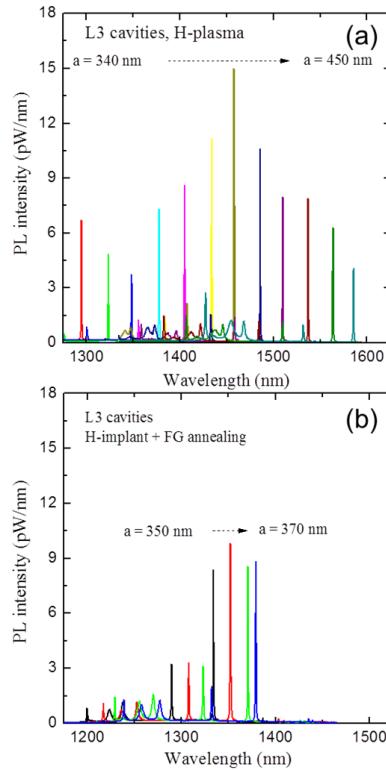 L3 cavities, H-plasma
(a)
a = 340 nm
a = 450 nm
PL intensity (pW/nm)
18
15
12
9
6
3
0
1300
1400
1500
1600
Wavelength (nm)
L3 cavities
H-implant + FG annealing
(b)
a = 350 nm
a = 370 nm
PL intensity (pW/nm)
18
15
12
9
6
3
0
1200
1300
1400
1500
Wavelength (nm)